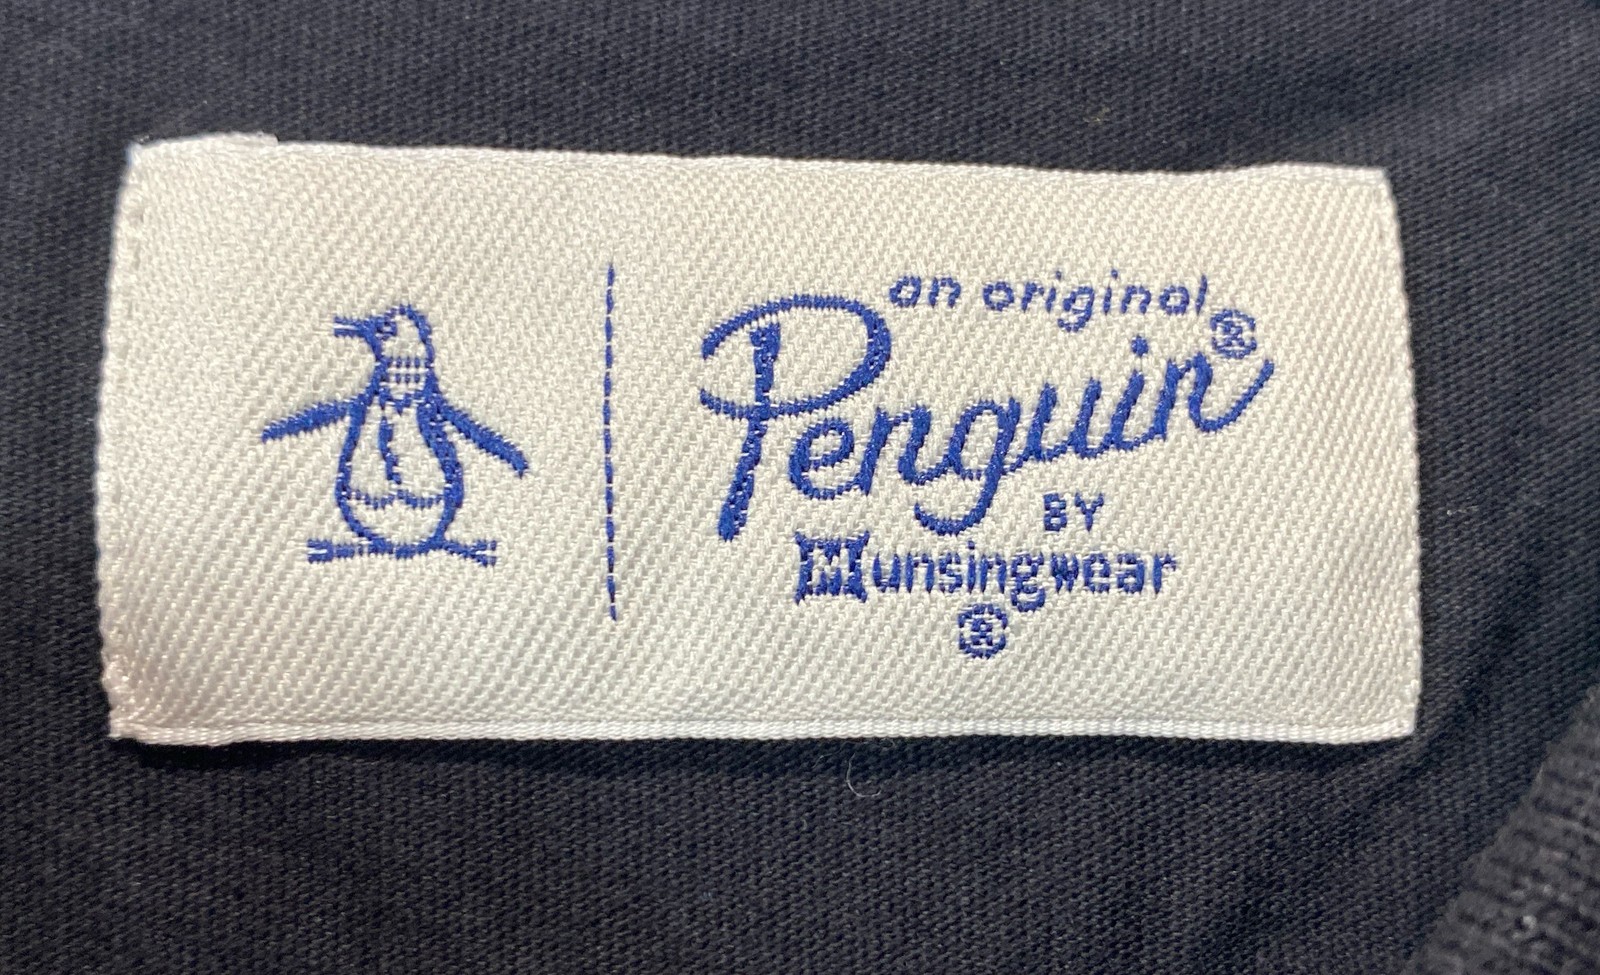 an original
Penguin®
BY
Munsingwear
®